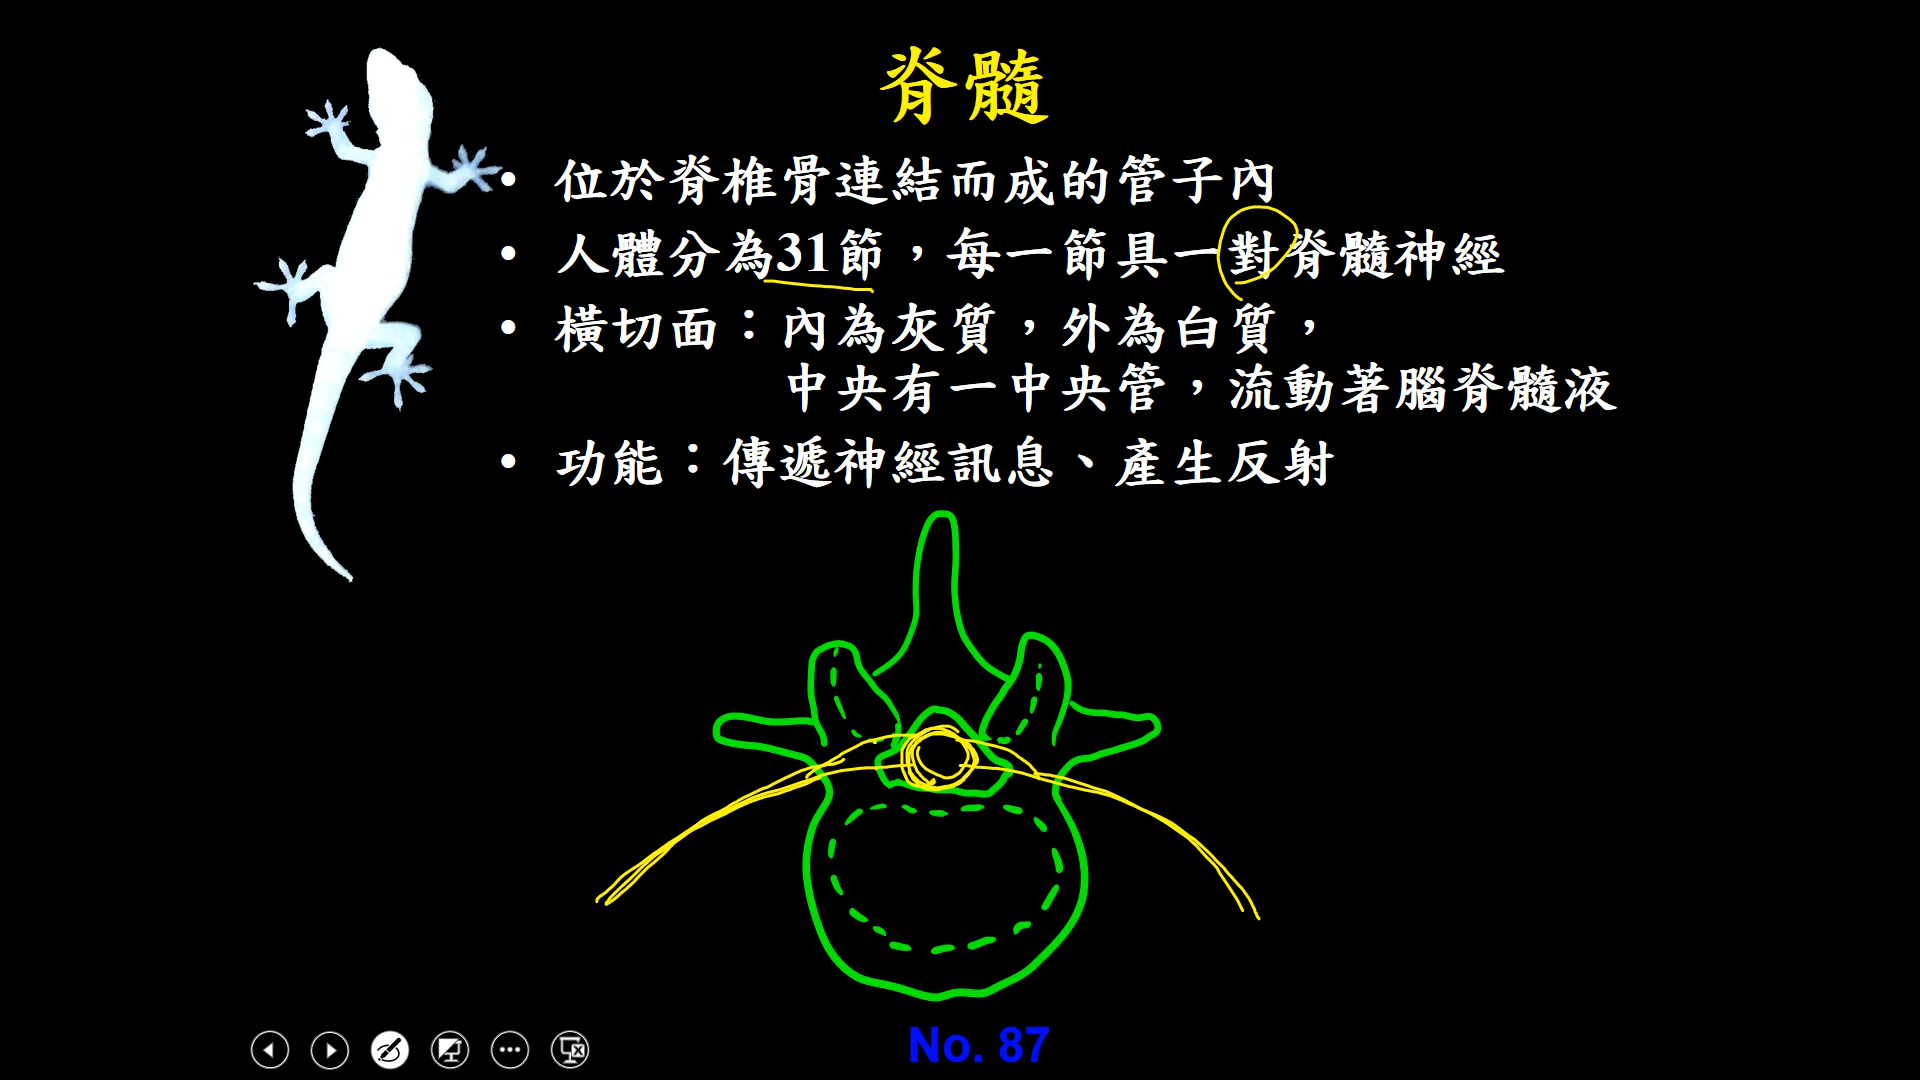 脊髓
• 位於脊椎骨連結而成的管子內
• 人體分為31節，每一節具一對脊髓神經
• 橫切面：內為灰質，外為白質，
中央有一中央管，流動著腦脊髓液
• 功能：傳遞神經訊息、產生反射
No. 87